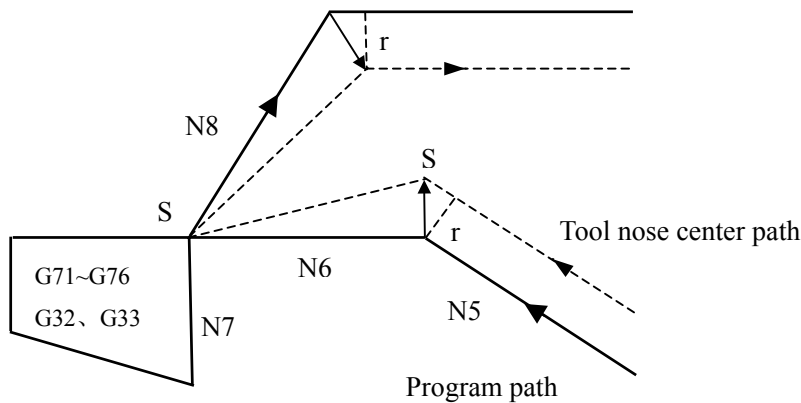 r
N8
S
S
r
Tool nose center path
N6
G71~G76
G32、G33
N7
N5
Program path